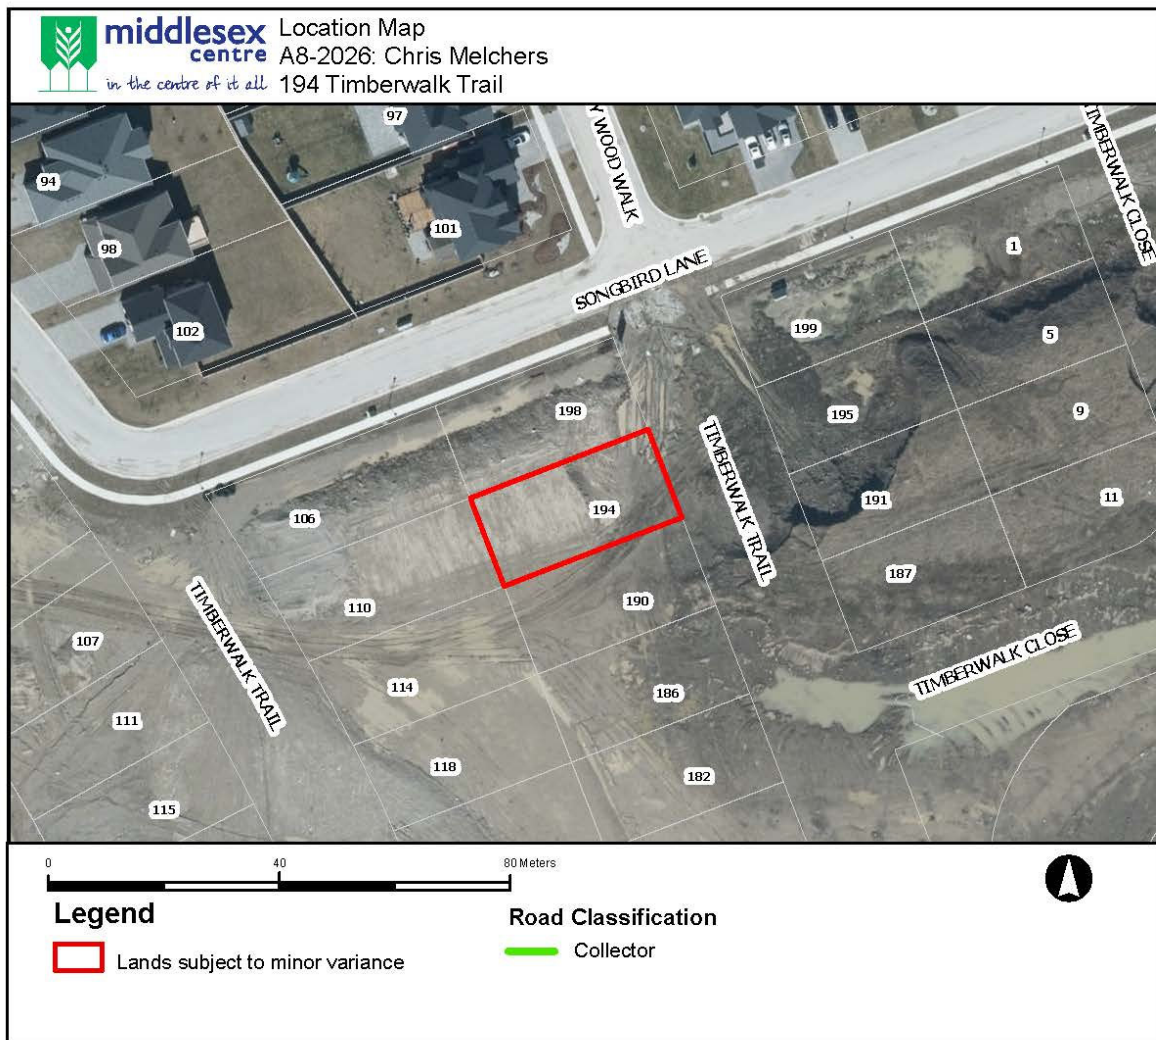 middlesex
centre
in the centre of it all
Location Map
A8-2026: Chris Melchers
194 Timberwalk Trail
97
Y WOOD WALK
TIMBERWALK CLOSE
94
98
101
102
SONGBIRD LANE
1
199
5
195
9
198
TIMBERWALK TRAIL
194
191
11
106
187
110
190
TIMBERWALK TRAIL
107
TIMBERWALK CLOSE
114
186
111
118
182
115
0 40 80 Meters
Legend
Lands subject to minor variance
Road Classification
Collector